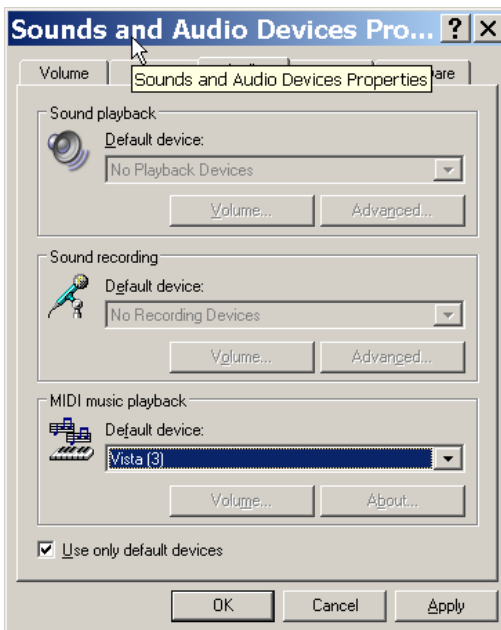 Sounds and Audio Devices Pro... ? X
Volume
Sounds and Audio Devices Properties
Sound playback
Default device:
No Playback Devices
Volume... Advanced...
Sound recording
Default device:
No Recording Devices
Volume... Advanced...
MIDI music playback
Default device:
Vista (3)
Volume... About...
Use only default devices
OK Cancel Apply